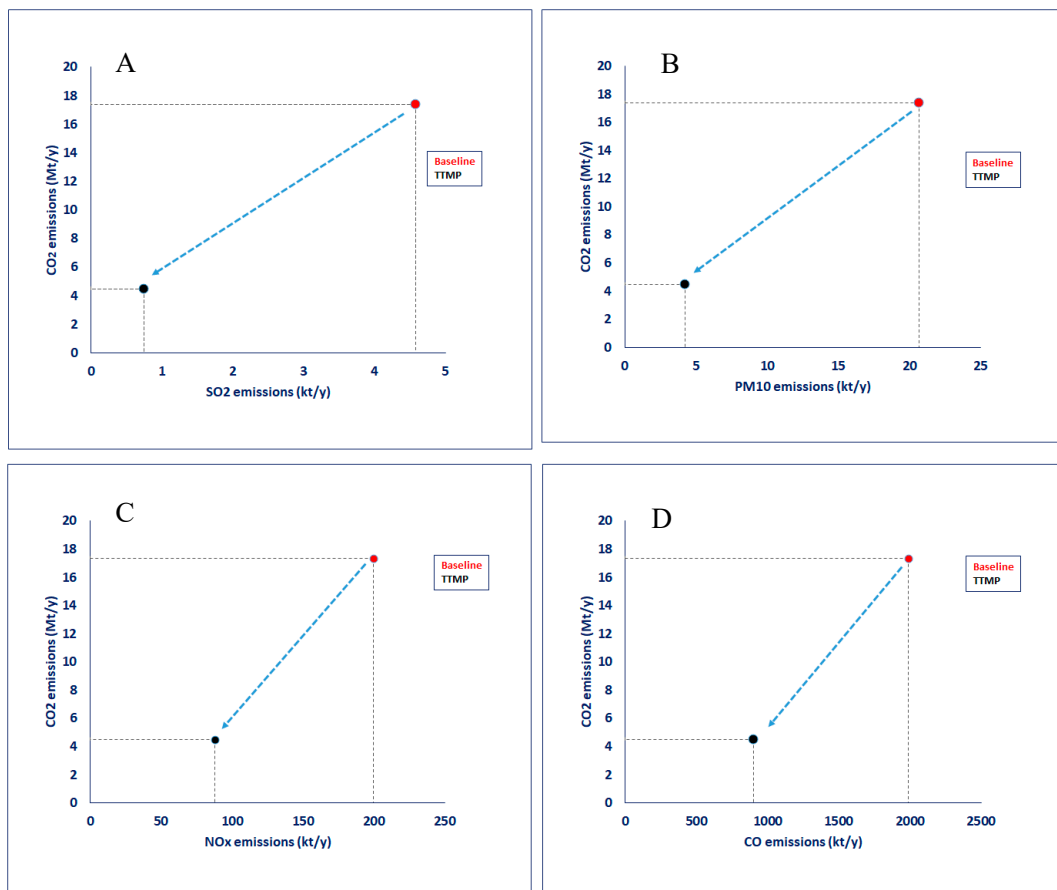 A
CO2 emissions (Mt/y)
20
18
16
14
12
10
8
6
4
2
0
0 1 2 3 4 5
SO2 emissions (kt/y)
Baseline
TTMP
B
CO2 emissions (Mt/y)
20
18
16
14
12
10
8
6
4
2
0
0 5 10 15 20 25
PM10 emissions (kt/y)
Baseline
TTMP
C
CO2 emissions (Mt/y)
20
18
16
14
12
10
8
6
4
2
0
0 50 100 150 200 250
NOx emissions (kt/y)
Baseline
TTMP
D
CO2 emissions (Mt/y)
20
18
16
14
12
10
8
6
4
2
0
0 500 1000 1500 2000 2500
CO emissions (kt/y)
Baseline
TTMP